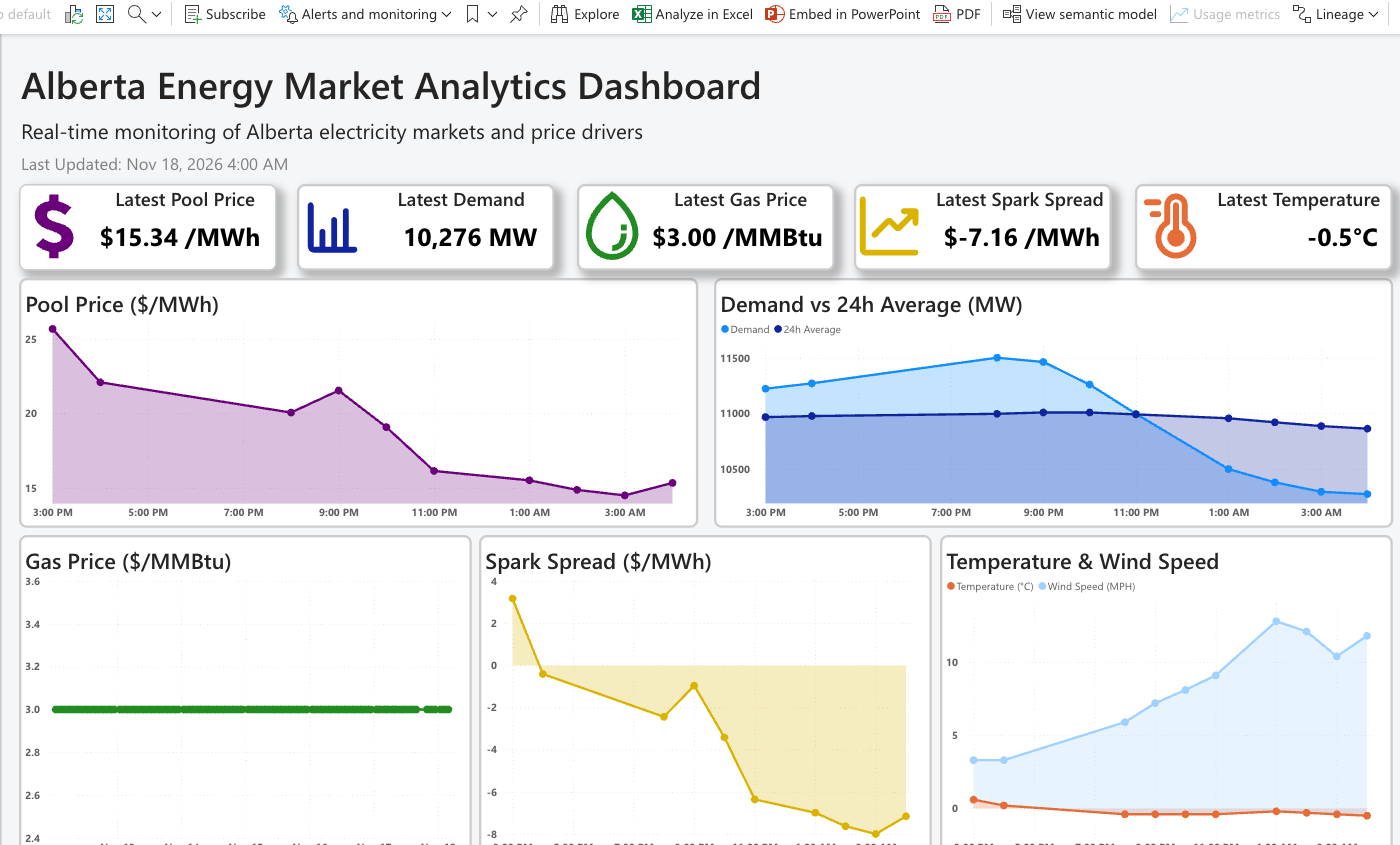 default
Subscribe
Alerts and monitoring
Explore
Analyze in Excel
Embed in PowerPoint
PDF
View semantic model
Usage metrics
Lineage
Alberta Energy Market Analytics Dashboard
Real-time monitoring of Alberta electricity markets and price drivers
Last Updated: Nov 18, 2026 4:00 AM
Latest Pool Price
$15.34 /MWh
Latest Demand
10,276 MW
Latest Gas Price
$3.00 /MMBtu
Latest Spark Spread
$-7.16 /MWh
Latest Temperature
-0.5°C
Pool Price ($/MWh)
25
20
15
3:00 PM 5:00 PM 7:00 PM 9:00 PM 11:00 PM 1:00 AM 3:00 AM
Demand vs 24h Average (MW)
Demand 24h Average
11500
11000
10500
3:00 PM 5:00 PM 7:00 PM 9:00 PM 11:00 PM 1:00 AM 3:00 AM
Gas Price ($/MMBtu)
3.6
3.4
3.2
3.0
2.8
2.6
2.4
Spark Spread ($/MWh)
4
2
0
-2
-4
-6
-8
Temperature & Wind Speed
Temperature (°C) Wind Speed (MPH)
10
5
0